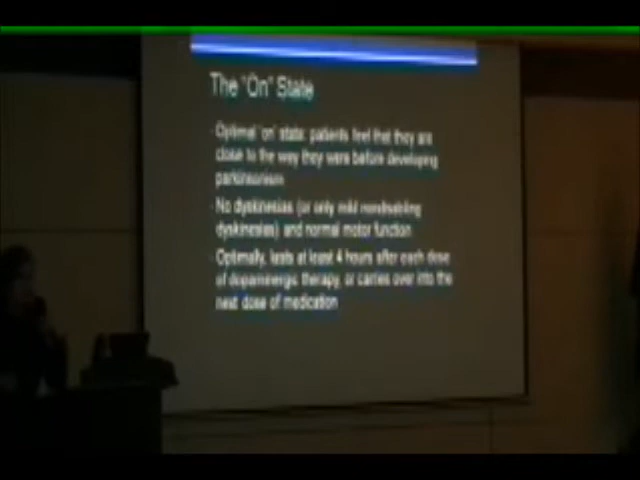 The "On" State
Optimal 'on' state: patients feel that they are
close to the way they were before developing
parkinsonism
No dyskinesias (or only mild nondisabling
dyskinesias) and normal motor function
Optimally, lasts at least 4 hours after each dose
of dopaminergic therapy, or carries over into the
next dose of medication